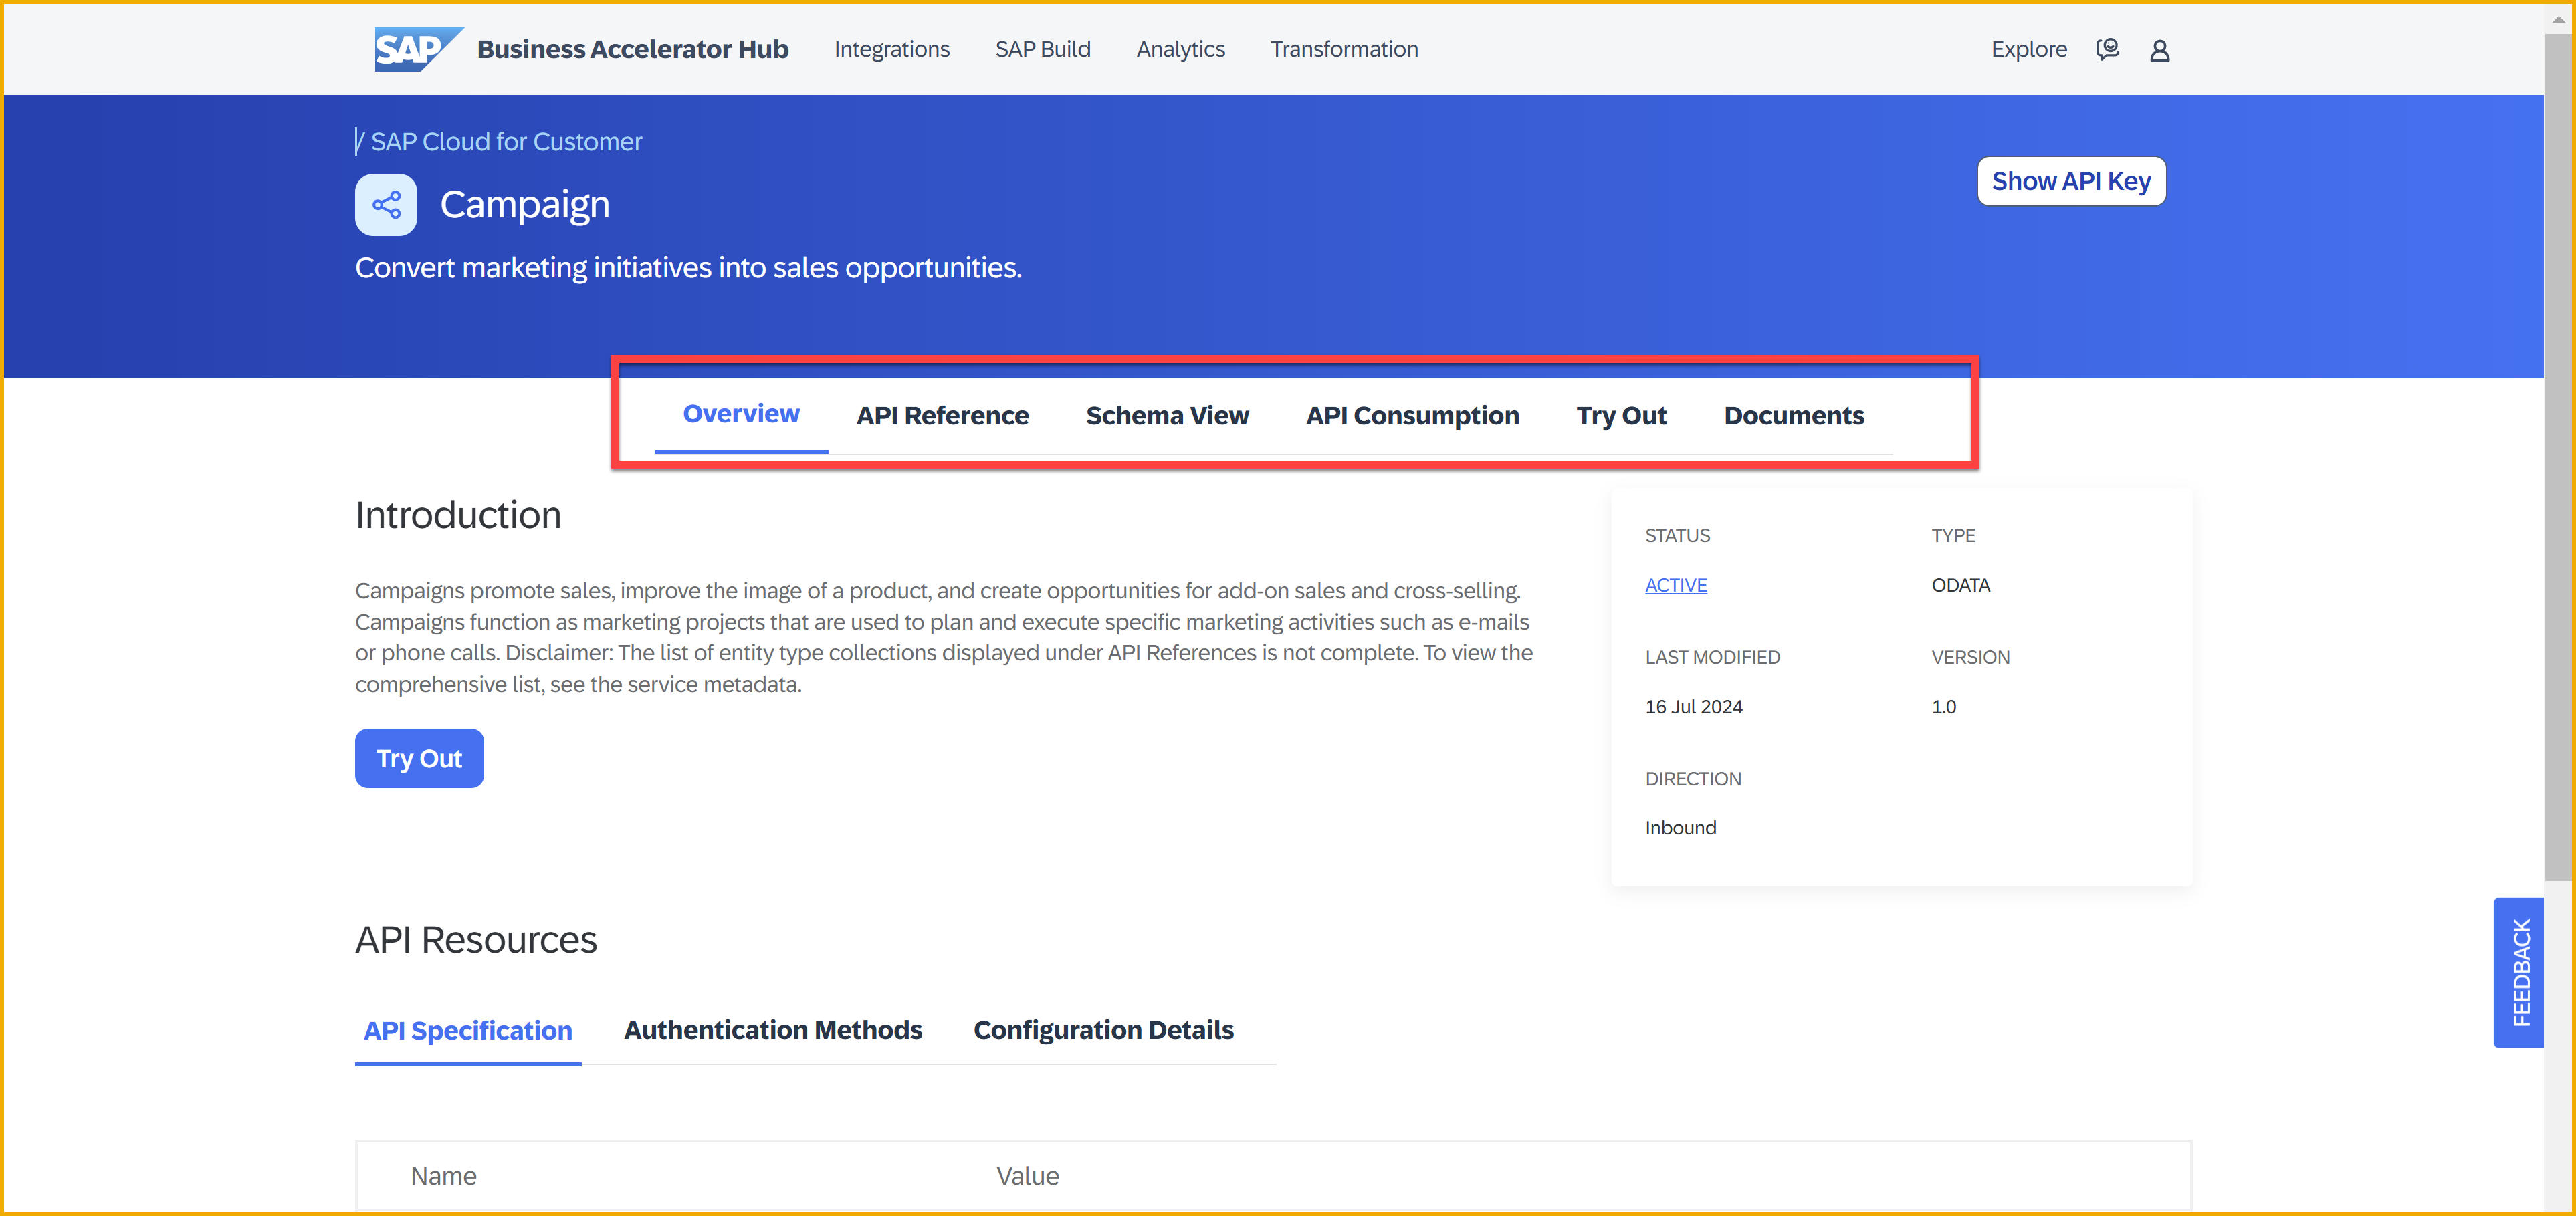 SAP Business Accelerator Hub Integrations SAP Build Analytics Transformation Explore
/ SAP Cloud for Customer
Campaign
Show API Key
Convert marketing initiatives into sales opportunities.
Overview API Reference Schema View API Consumption Try Out Documents
Introduction
Campaigns promote sales, improve the image of a product, and create opportunities for add-on sales and cross-selling.
Campaigns function as marketing projects that are used to plan and execute specific marketing activities such as e-mails
or phone calls. Disclaimer: The list of entity type collections displayed under API References is not complete. To view the
comprehensive list, see the service metadata.
Try Out
STATUS TYPE
ACTIVE ODATA
LAST MODIFIED VERSION
16 Jul 2024 1.0
DIRECTION
Inbound
FEEDBACK
API Resources
API Specification Authentication Methods Configuration Details
Name Value